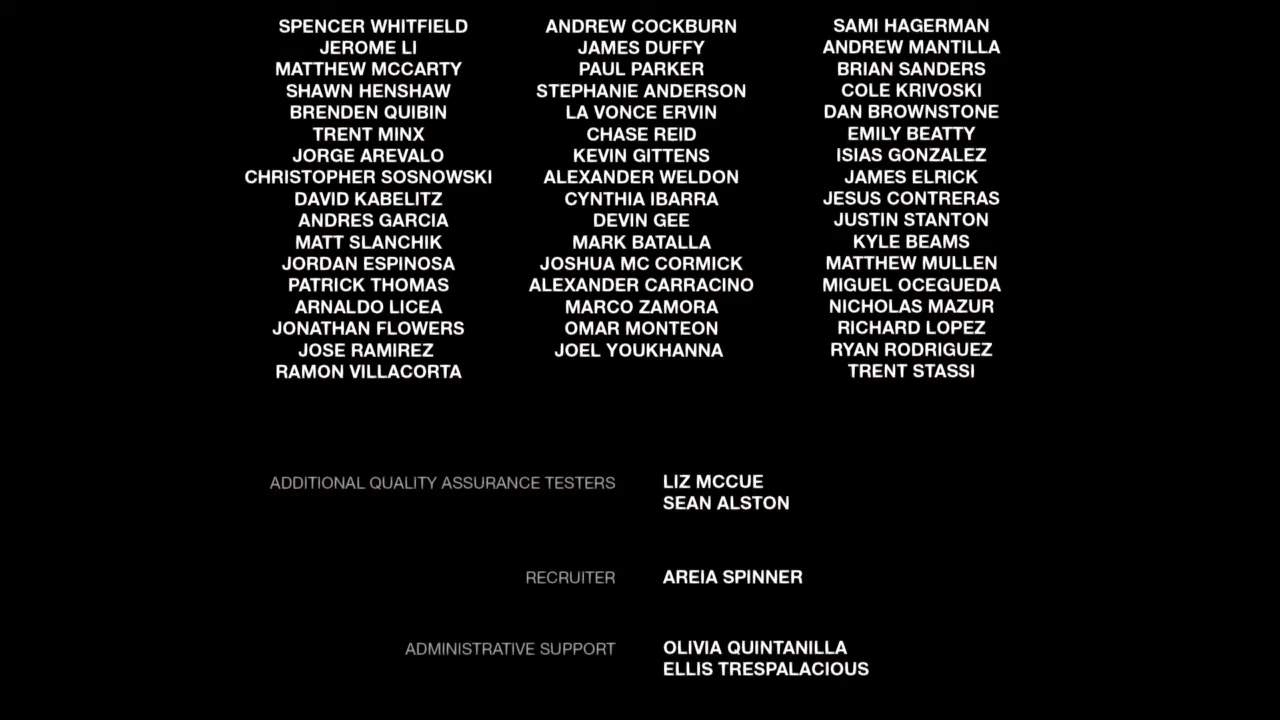 SPENCER WHITFIELD ANDREW COCKBURN SAMI HAGERMAN
JEROME LI JAMES DUFFY ANDREW MANTILLA
MATTHEW MCCARTY PAUL PARKER BRIAN SANDERS
SHAWN HENSHAW STEPHANIE ANDERSON COLE KRIVOSKI
BRENDEN QUIBIN LA VONCE ERVIN DAN BROWNSTONE
TRENT MINX CHASE REID EMILY BEATTY
JORGE AREVALO KEVIN GITTENS ISIAS GONZALEZ
CHRISTOPHER SOSNOWSKI ALEXANDER WELDON JAMES ELRICK
DAVID KABELITZ CYNTHIA IBARRA JESUS CONTRERAS
ANDRES GARCIA DEVIN GEE JUSTIN STANTON
MATT SLANCHIK MARK BATALLA KYLE BEAMS
JORDAN ESPINOSA JOSHUA MC CORMICK MATTHEW MULLEN
PATRICK THOMAS ALEXANDER CARRACINO MIGUEL OCEGUEDA
ARNALDO LICEA MARCO ZAMORA NICHOLAS MAZUR
JONATHAN FLOWERS OMAR MONTEON RICHARD LOPEZ
JOSE RAMIREZ JOEL YOUKHANNA RYAN RODRIGUEZ
RAMON VILLACORTA TRENT STASSI
ADDITIONAL QUALITY ASSURANCE TESTERS LIZ MCCUE
SEAN ALSTON
RECRUITER AREIA SPINNER
ADMINISTRATIVE SUPPORT OLIVIA QUINTANILLA
ELLIS TRESPALACIOUS